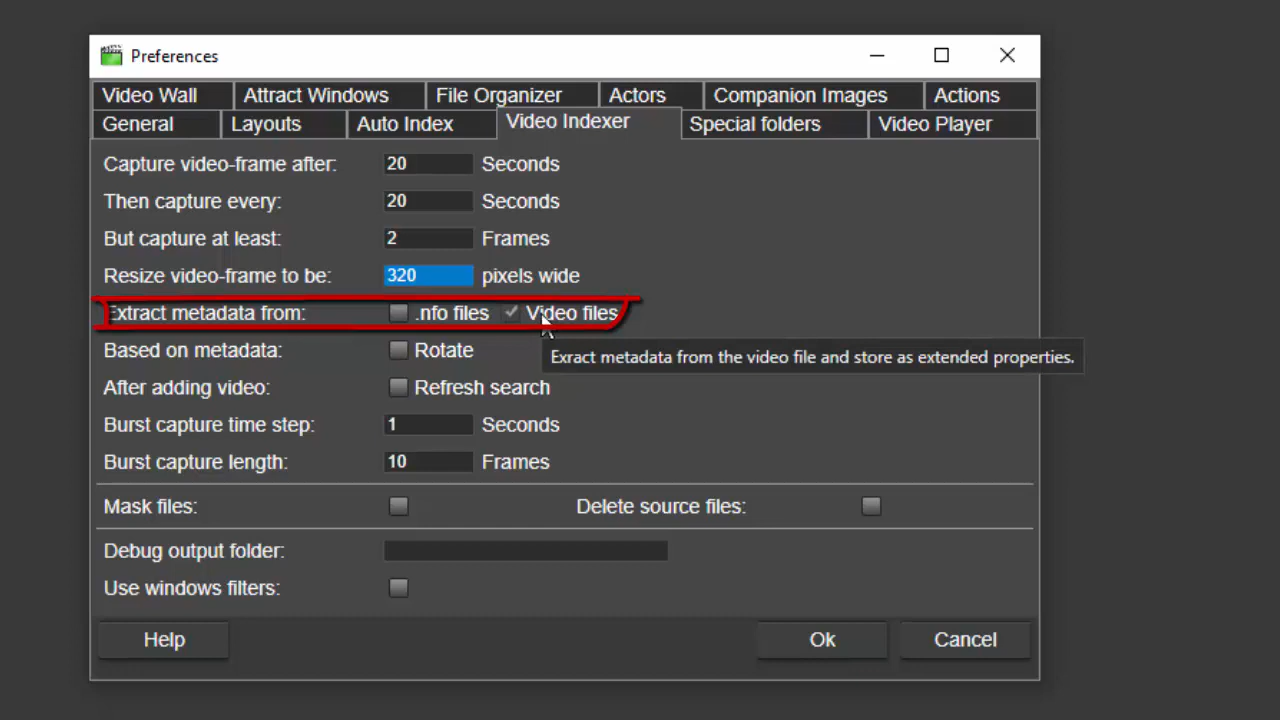 Preferences
Video Wall Attract Windows File Organizer Actors Companion Images Actions
General Layouts Auto Index Video Indexer Special folders Video Player
Capture video-frame after: 20 Seconds
Then capture every: 20 Seconds
But capture at least: 2 Frames
Resize video-frame to be: 320 pixels wide
Extract metadata from: .nfo files Video files
Exract metadata from the video file and store as extended properties.
Based on metadata: Rotate
After adding video: Refresh search
Burst capture time step: 1 Seconds
Burst capture length: 10 Frames
Mask files: Delete source files:
Debug output folder:
Use windows filters:
Help Ok Cancel